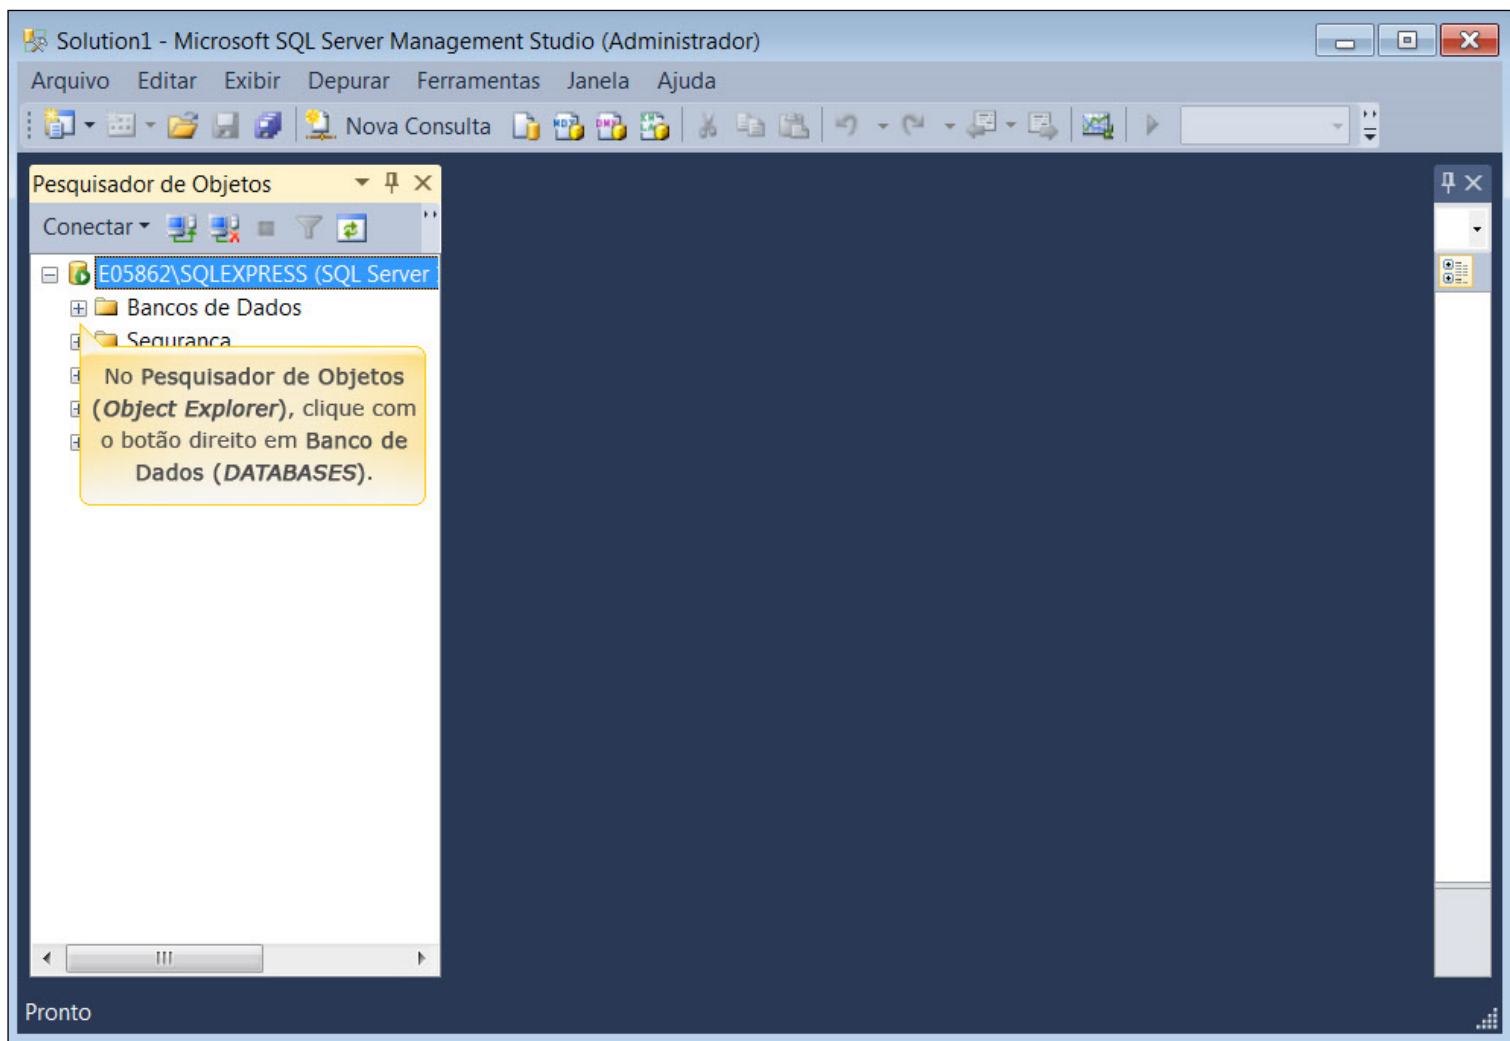 Solution1 - Microsoft SQL Server Management Studio (Administrador)
Arquivo Editar Exibir Depurar Ferramentas Janela Ajuda
Nova Consulta
Pesquisador de Objetos
Conectar
E05862\SQLEXPRESS (SQL Server
Bancos de Dados
Segurança
No Pesquisador de Objetos
(Object Explorer), clique com
o botão direito em Banco de
Dados (DATABASES).
Pronto